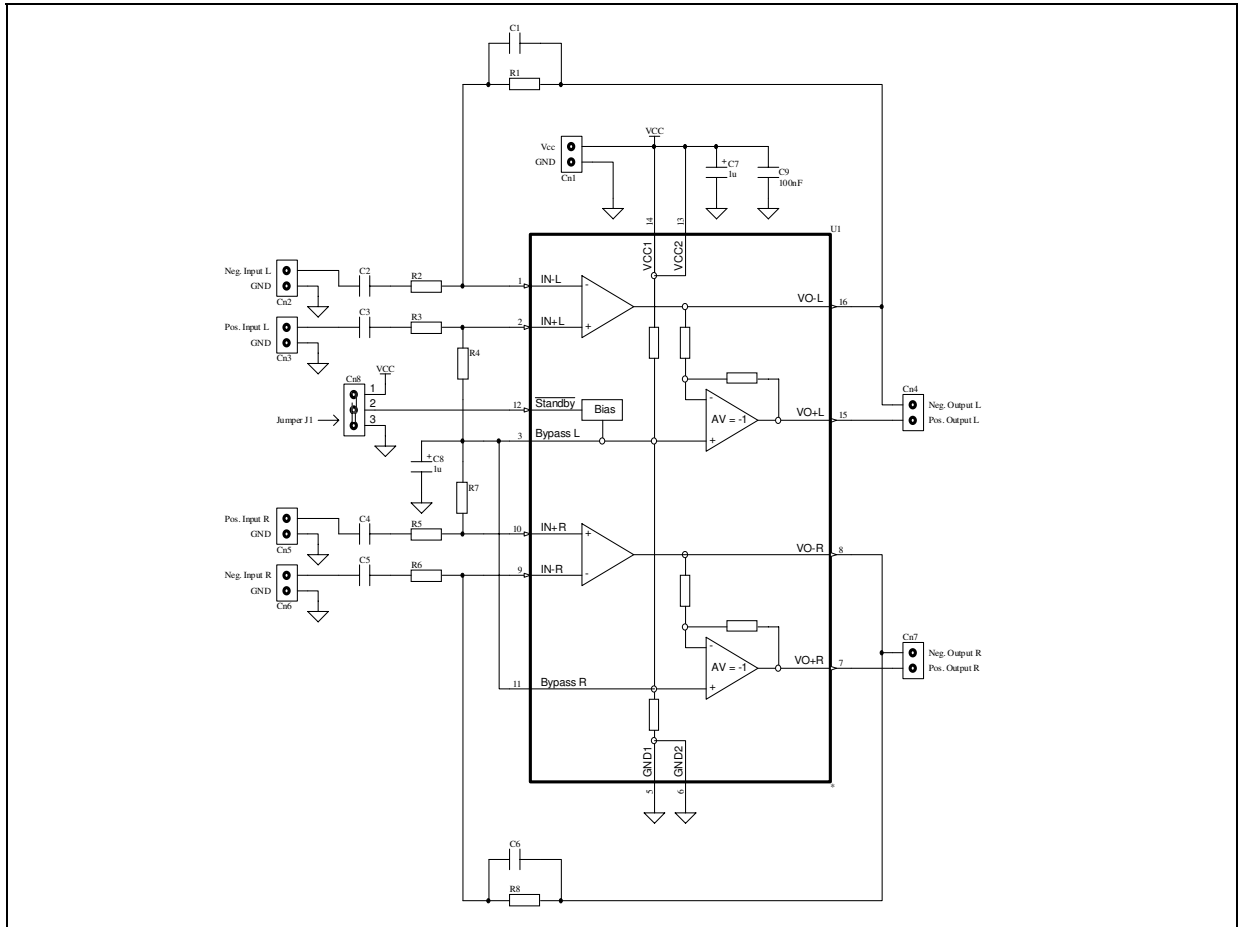 C1
R1
VCC
Vcc
GND
Cn1
+
C7
1u
C9
100nF
14
13
U1
VCC1
VCC2
Neg. Input L
GND
Cn2
C2
R2
1
IN-L
-
VO-L
16
Pos. Input L
GND
Cn3
C3
R3
2
IN+L
+
R4
Cn8
VCC
1
2
3
Jumper J1
12
Standby
Bias
-
AV = -1
+
VO+L
15
Cn4
Neg. Output L
Pos. Output L
3
Bypass L
+
C8
1u
R7
Pos. Input R
GND
Cn5
C4
R5
10
IN+R
+
VO-R
8
Neg. Input R
GND
Cn6
C5
R6
9
IN-R
-
-
AV = -1
+
VO+R
7
Cn7
Neg. Output R
Pos. Output R
11
Bypass R
GND1
GND2
5
6
*
C6
R8